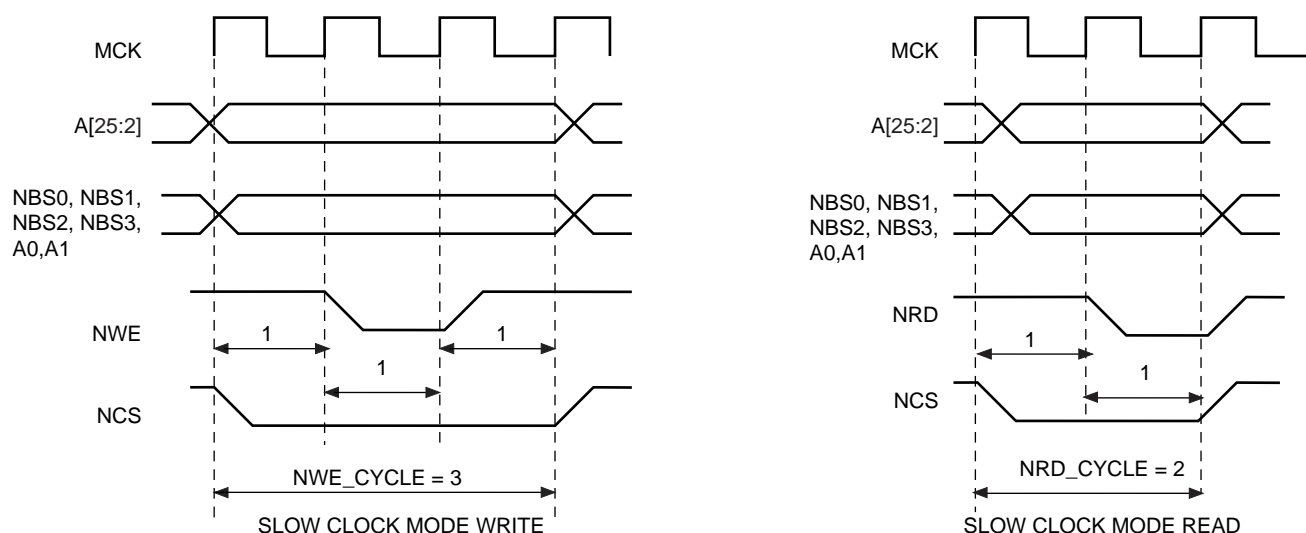 MCK
A[25:2]
NBS0, NBS1,
NBS2, NBS3,
A0,A1
NWE
1
1
1
NCS
NWE_CYCLE = 3
SLOW CLOCK MODE WRITE
MCK
A[25:2]
NBS0, NBS1,
NBS2, NBS3,
A0,A1
NRD
1
1
NCS
NRD_CYCLE = 2
SLOW CLOCK MODE READ